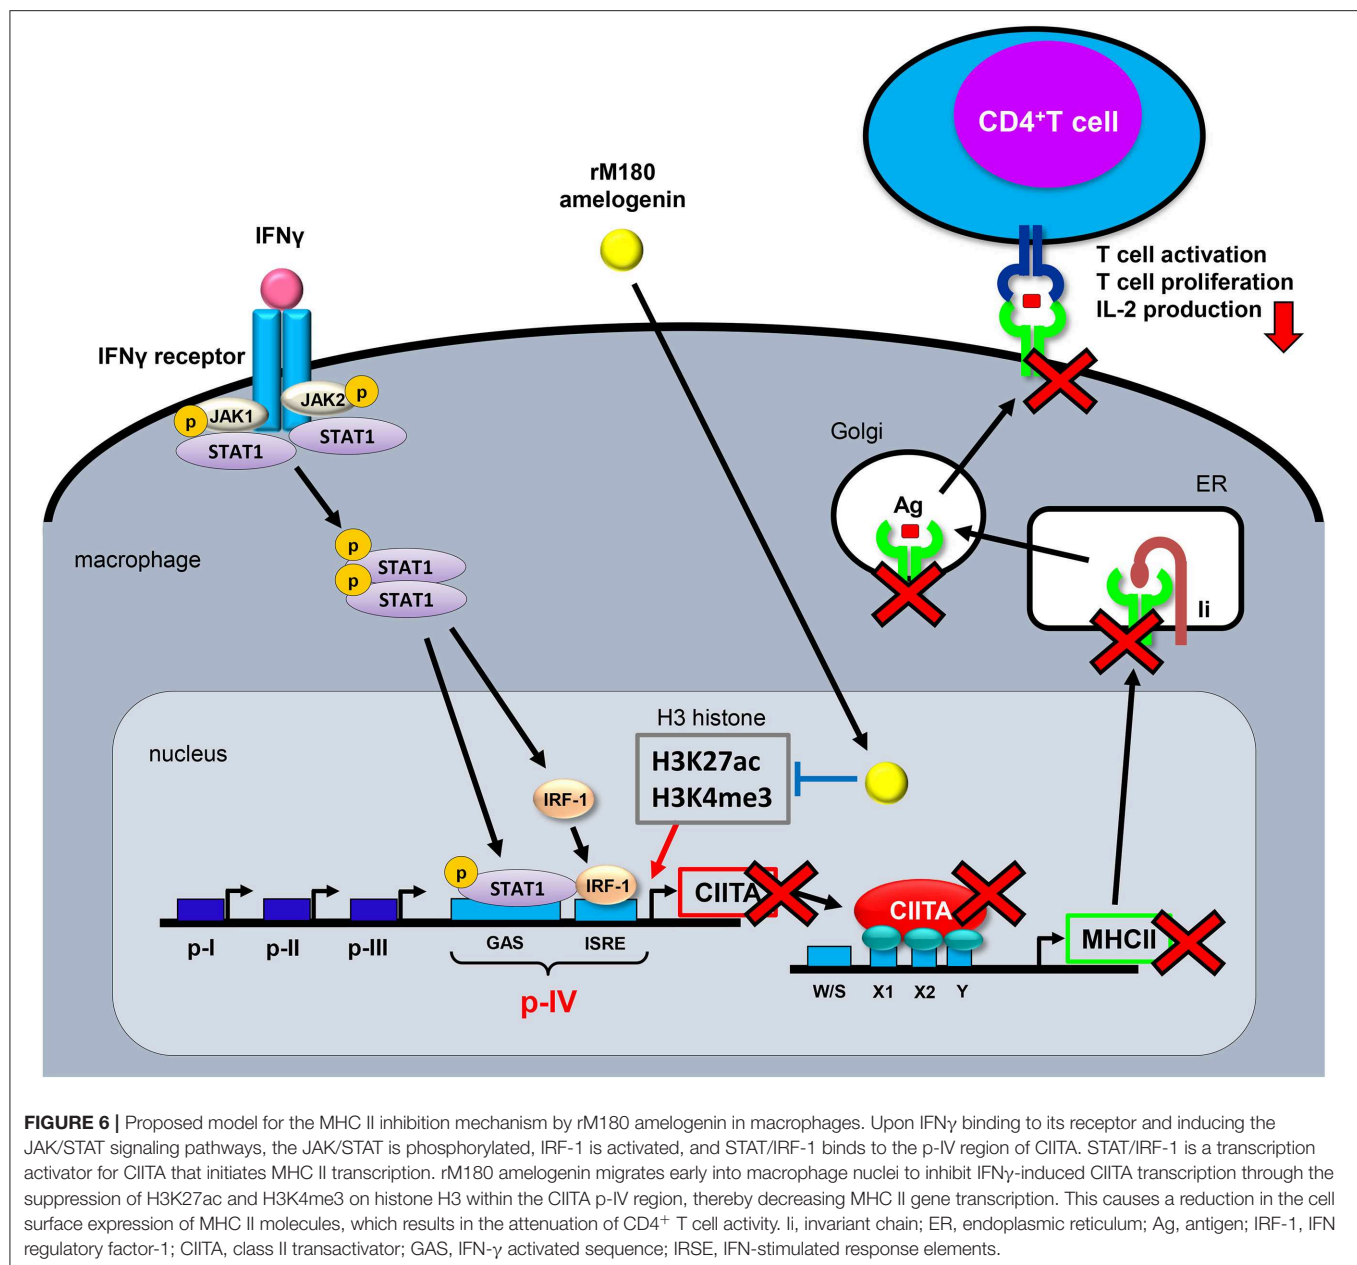 CD4⁺T cell
rM180
amelogenin
IFNγ
T cell activation
T cell proliferation
IL-2 production
IFNγ receptor
p
JAK1
JAK2
p
STAT1
STAT1
Golgi
ER
Ag
macrophage
p
STAT1
p
STAT1
Ii
nucleus
H3 histone
H3K27ac
H3K4me3
IRF-1
p
STAT1
IRF-1
CIITA
CIITA
MHCII
p-I
p-II
p-III
GAS
ISRE
p-IV
W/S
X1
X2
Y
FIGURE 6 | Proposed model for the MHC II inhibition mechanism by rM180 amelogenin in macrophages. Upon IFNγ binding to its receptor and inducing the
JAK/STAT signaling pathways, the JAK/STAT is phosphorylated, IRF-1 is activated, and STAT/IRF-1 binds to the p-IV region of CIITA. STAT/IRF-1 is a transcription
activator for CIITA that initiates MHC II transcription. rM180 amelogenin migrates early into macrophage nuclei to inhibit IFNγ-induced CIITA transcription through the
suppression of H3K27ac and H3K4me3 on histone H3 within the CIITA p-IV region, thereby decreasing MHC II gene transcription. This causes a reduction in the cell
surface expression of MHC II molecules, which results in the attenuation of CD4⁺ T cell activity. Ii, invariant chain; ER, endoplasmic reticulum; Ag, antigen; IRF-1, IFN
regulatory factor-1; CIITA, class II transactivator; GAS, IFN-γ activated sequence; IRSE, IFN-stimulated response elements.